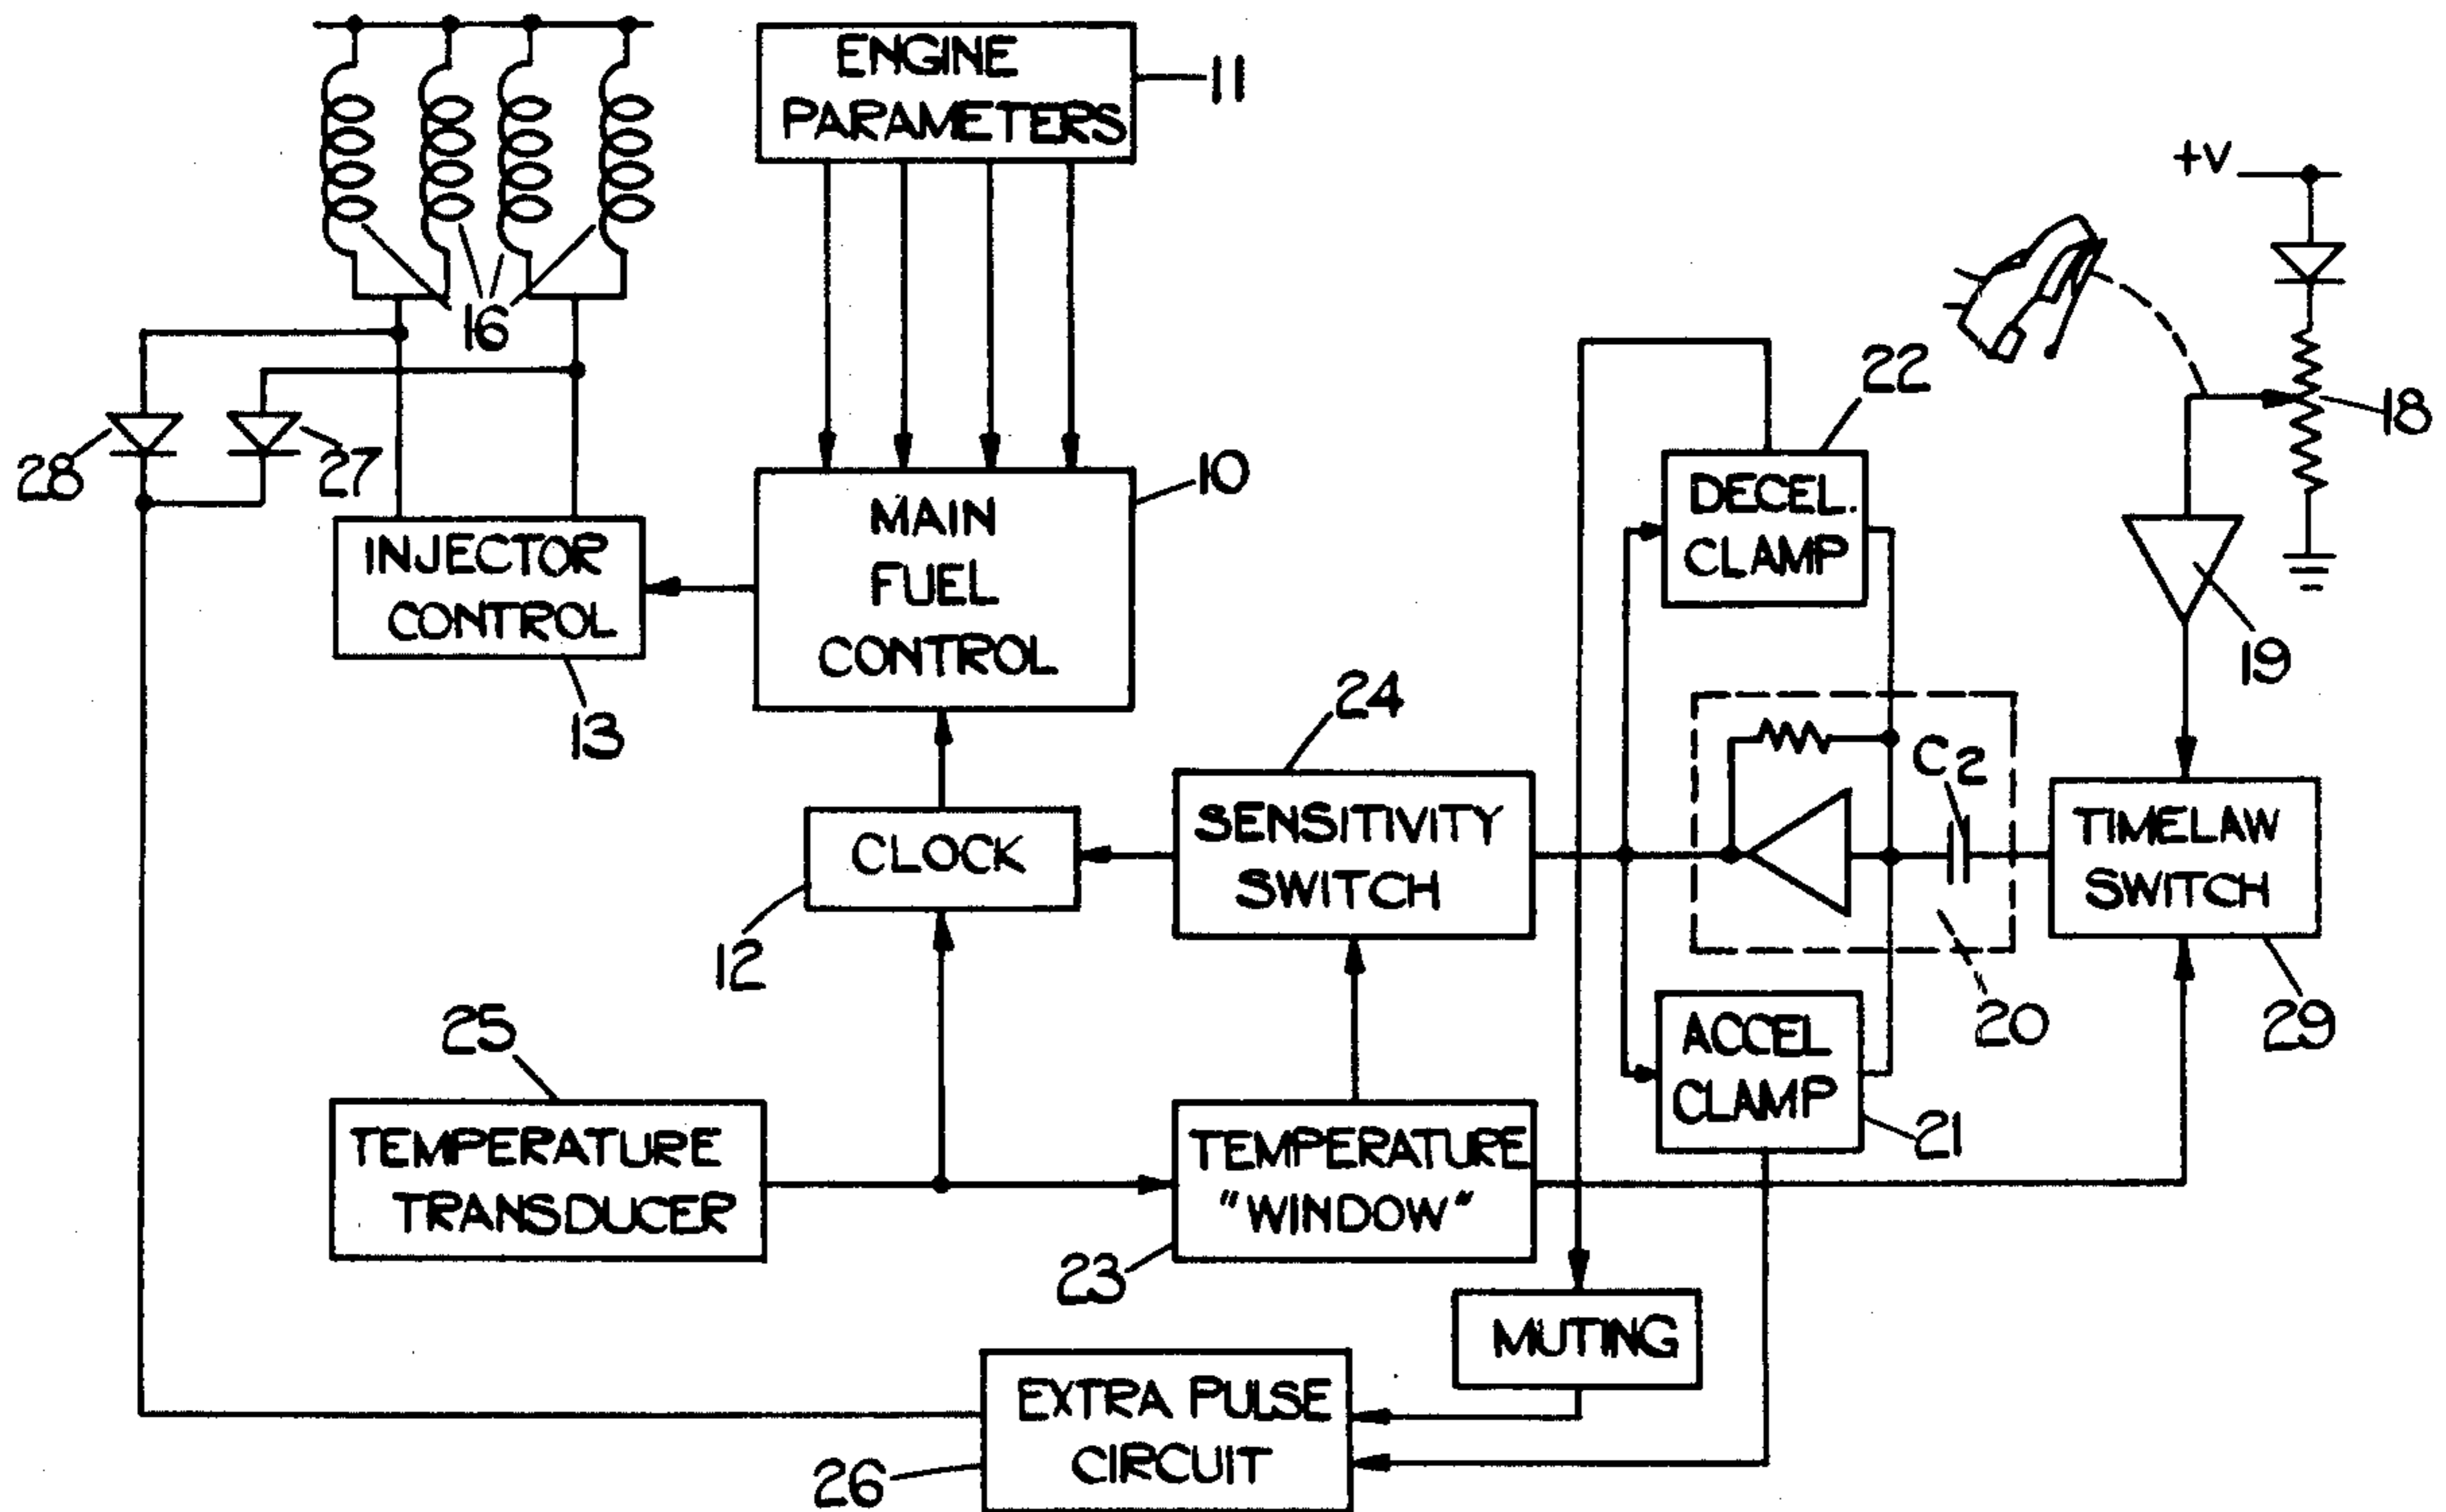 ENGINE
PARAMETERS
11
+V
16
22
18
28
27
10
DECEL.
CLAMP
MAIN
FUEL
CONTROL
INJECTOR
CONTROL
19
13
24
C2
SENSITIVITY
SWITCH
TIMELAW
SWITCH
CLOCK
12
20
29
25
ACCEL
CLAMP
21
TEMPERATURE
TRANSDUCER
TEMPERATURE
"WINDOW"
23
MUTING
EXTRA PULSE
CIRCUIT
26